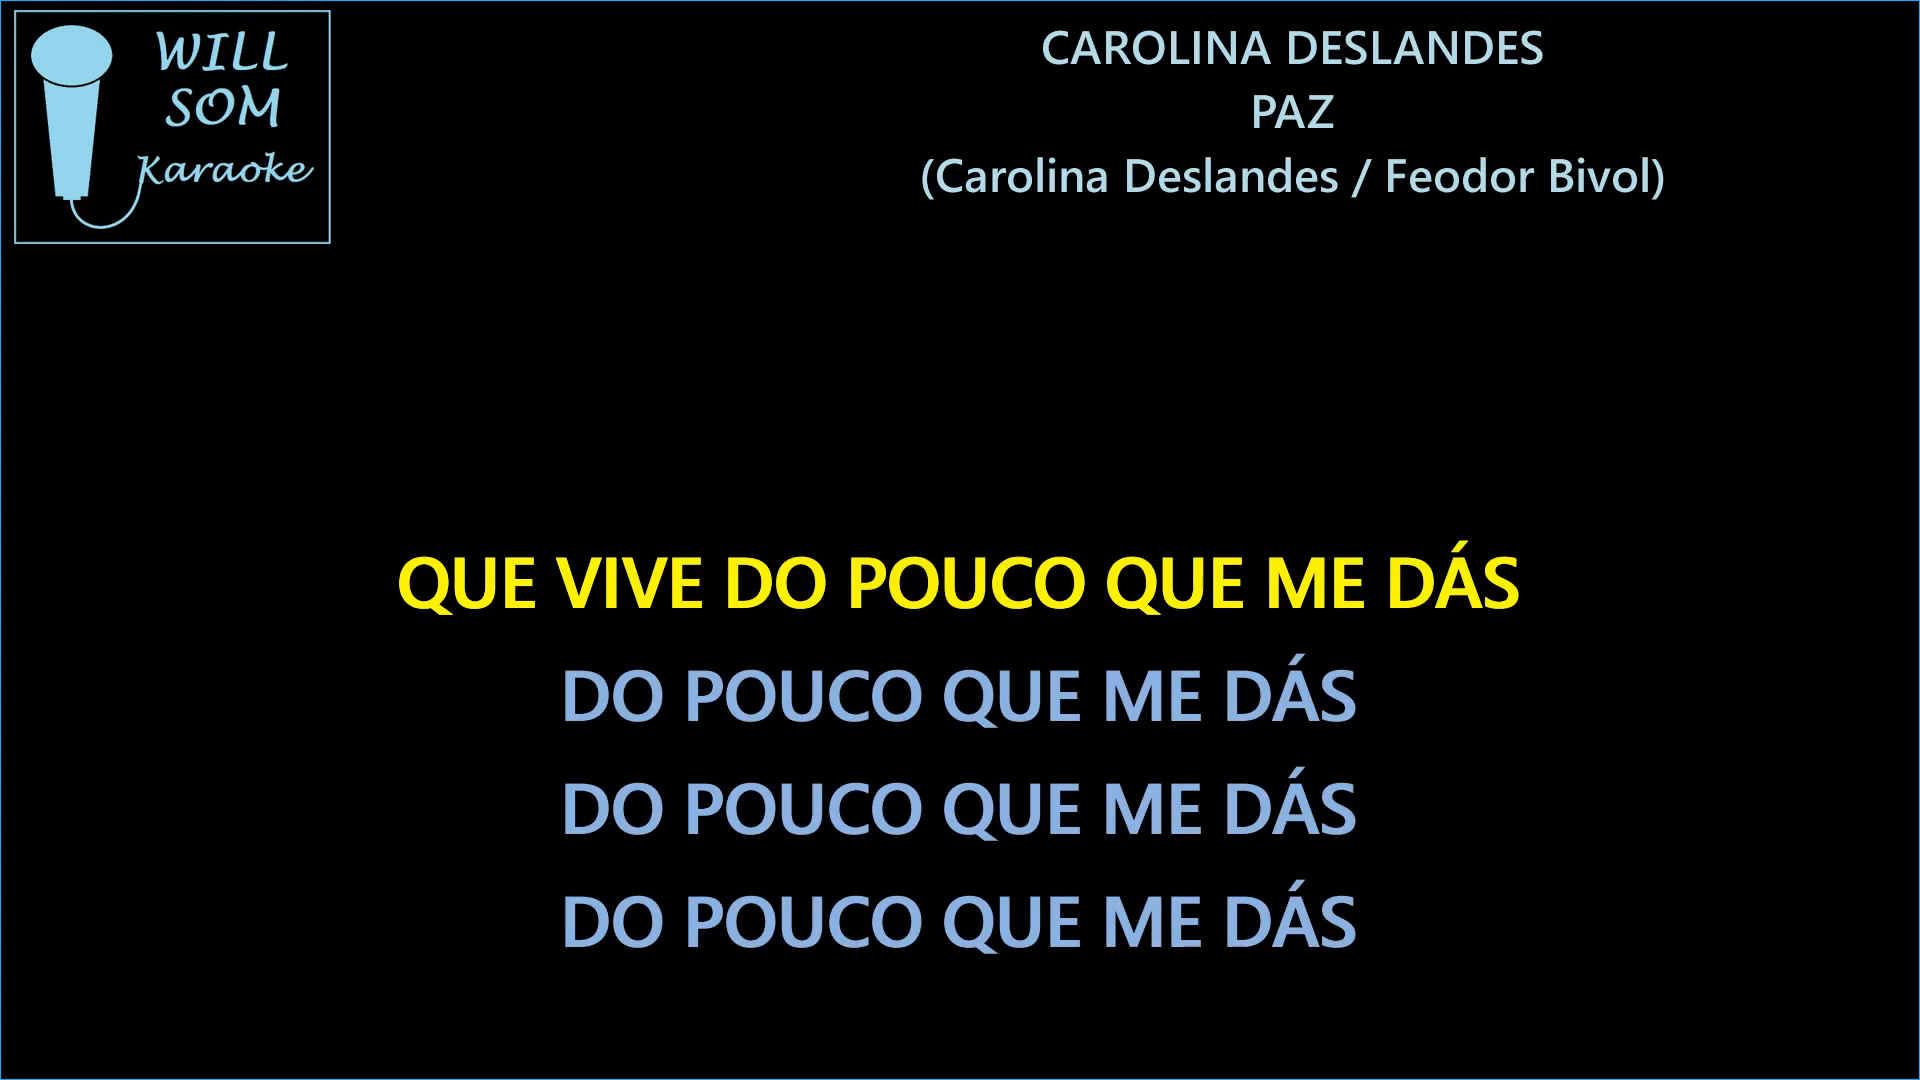 WILL
SOM
Karaoke
CAROLINA DESLANDES
PAZ
(Carolina Deslandes / Feodor Bivol)
QUE VIVE DO POUCO QUE ME DÁS
DO POUCO QUE ME DÁS
DO POUCO QUE ME DÁS
DO POUCO QUE ME DÁS